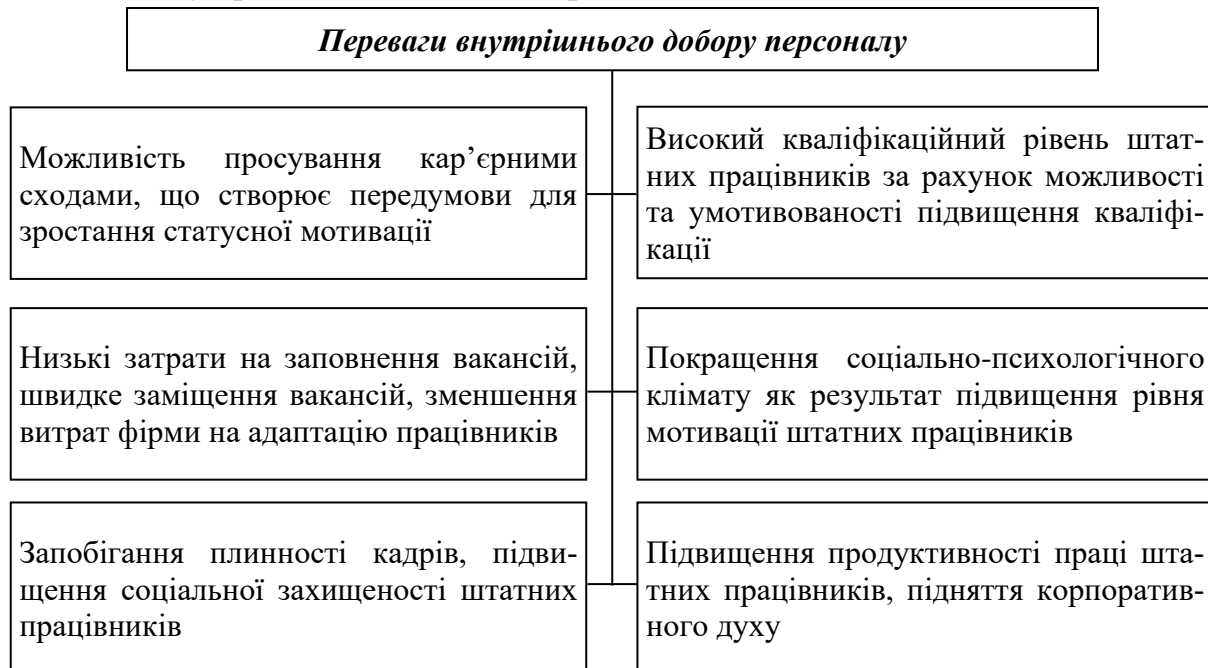 Переваги внутрішнього добору персоналу
Можливість просування кар’єрними
сходами, що створює передумови для
зростання статусної мотивації
Високий кваліфікаційний рівень штат-
них працівників за рахунок можливості
та умотивованості підвищення кваліфі-
кації
Низькі затрати на заповнення вакансій,
швидке заміщення вакансій, зменшення
витрат фірми на адаптацію працівників
Покращення соціально-психологічного
клімату як результат підвищення рівня
мотивації штатних працівників
Запобігання плинності кадрів, підви-
щення соціальної захищеності штатних
працівників
Підвищення продуктивності праці шта-
тних працівників, підняття корпоратив-
ного духу